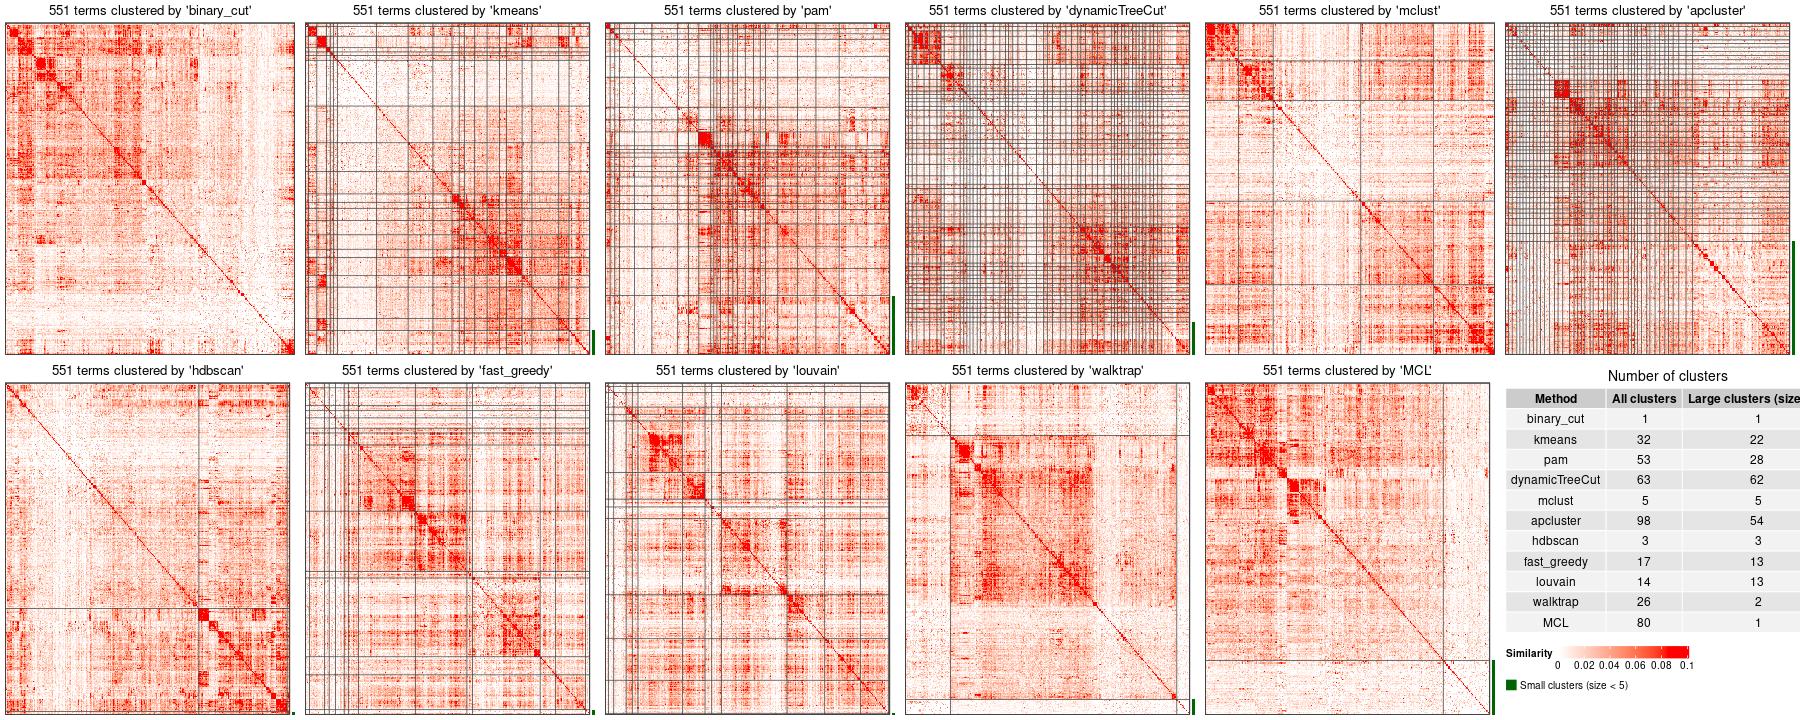 551 terms clustered by 'binary_cut'
551 terms clustered by 'kmeans'
551 terms clustered by 'pam'
551 terms clustered by 'dynamicTreeCut'
551 terms clustered by 'mclust'
551 terms clustered by 'apcluster'
551 terms clustered by 'hdbscan'
551 terms clustered by 'fast_greedy'
551 terms clustered by 'louvain'
551 terms clustered by 'walktrap'
551 terms clustered by 'MCL'
Number of clusters
Method All clusters Large clusters (size
binary_cut 1 1
kmeans 32 22
pam 53 28
dynamicTreeCut 63 62
mclust 5 5
apcluster 98 54
hdbscan 3 3
fast_greedy 17 13
louvain 14 13
walktrap 26 2
MCL 80 1
Similarity
0 0.02 0.04 0.06 0.08 0.1
Small clusters (size < 5)